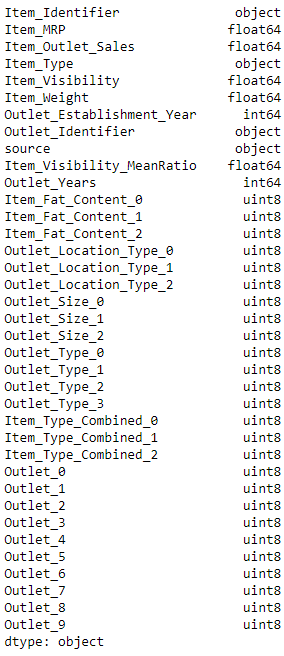 Item_Identifier object
Item_MRP float64
Item_Outlet_Sales float64
Item_Type object
Item_Visibility float64
Item_Weight float64
Outlet_Establishment_Year int64
Outlet_Identifier object
source object
Item_Visibility_MeanRatio float64
Outlet_Years int64
Item_Fat_Content_0 uint8
Item_Fat_Content_1 uint8
Item_Fat_Content_2 uint8
Outlet_Location_Type_0 uint8
Outlet_Location_Type_1 uint8
Outlet_Location_Type_2 uint8
Outlet_Size_0 uint8
Outlet_Size_1 uint8
Outlet_Size_2 uint8
Outlet_Type_0 uint8
Outlet_Type_1 uint8
Outlet_Type_2 uint8
Outlet_Type_3 uint8
Item_Type_Combined_0 uint8
Item_Type_Combined_1 uint8
Item_Type_Combined_2 uint8
Outlet_0 uint8
Outlet_1 uint8
Outlet_2 uint8
Outlet_3 uint8
Outlet_4 uint8
Outlet_5 uint8
Outlet_6 uint8
Outlet_7 uint8
Outlet_8 uint8
Outlet_9 uint8
dtype: object